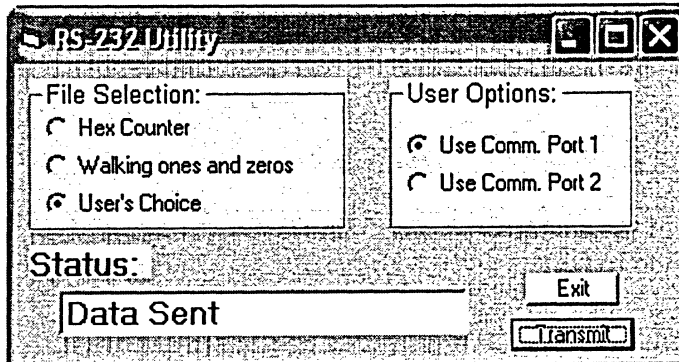 RS-232 Utility
File Selection:
Hex Counter
Walking ones and zeros
User's Choice
User Options:
Use Comm. Port 1
Use Comm. Port 2
Status:
Data Sent
Exit
Transmit